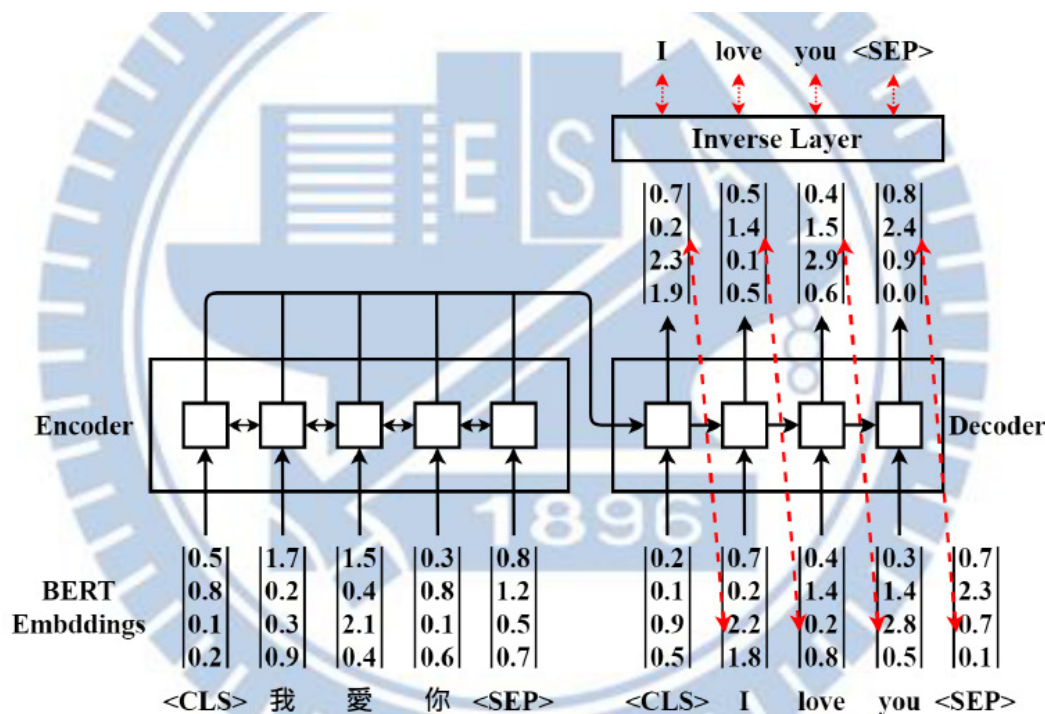 I love you <SEP>
Inverse Layer
0.7 0.5 0.4 0.8
0.2 1.4 1.5 2.4
2.3 0.1 2.9 0.9
1.9 0.5 0.6 0.0
ESA
Encoder
Decoder
1896
0.5 1.7 1.5 0.3 0.8 0.2 0.7 0.4 0.3 0.7
BERT 0.8 0.2 0.4 0.8 1.2 0.1 0.2 1.4 1.4 2.3
Embddings 0.1 0.3 2.1 0.1 0.5 0.9 2.2 0.2 2.8 0.7
0.2 0.9 0.4 0.6 0.7 0.5 1.8 0.8 0.5 0.1
<CLS> 我 愛 你 <SEP> <CLS> I love you <SEP>